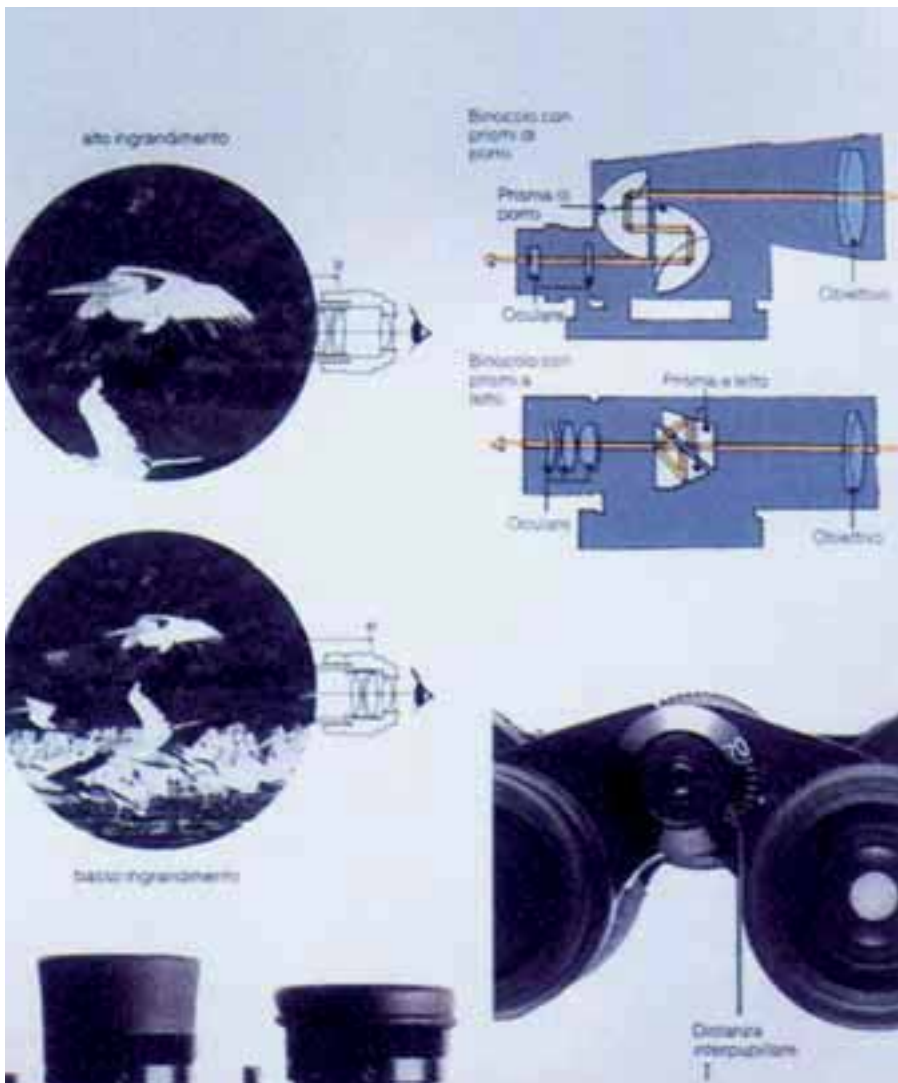 alto ingrandimento
Binocolo con
prismi di
porro
Prisma di
porro
Oculare
Obiettivo
Binocolo con
prismi a
tetto
Prisma a tetto
Oculare
Obiettivo
70
basso ingrandimento
Distanza
interpupillare